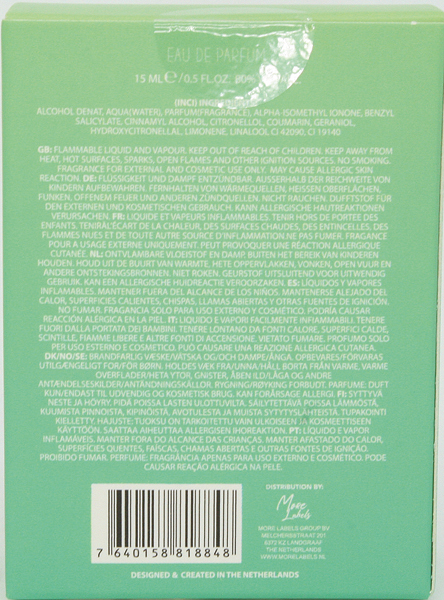 EAU DE PARFUM
15 ML ℮/0.5 FL.OZ. 80%
(INCI) INGR
ALCOHOL DENAT, AQUA(WATER), PARFUM(FRAGRANCE), ALPHA-ISOMETHYL IONONE, BENZYL
SALICYLATE, CINNAMYL ALCOHOL, CITRONELLOL, COUMARIN, GERANIOL,
HYDROXYCITRONELLAL, LIMONENE, LINALOOL CI 42090, CI 19140
GB: FLAMMABLE LIQUID AND VAPOUR. KEEP OUT OF REACH OF CHILDREN. KEEP AWAY FROM
HEAT, HOT SURFACES, SPARKS, OPEN FLAMES AND OTHER IGNITION SOURCES. NO SMOKING.
FRAGRANCE FOR EXTERNAL AND COSMETIC USE ONLY. MAY CAUSE ALLERGIC SKIN
REACTION. DE: FLÜSSIGKEIT UND DAMPF ENTZÜNDBAR. AUSSERHALB DER REICHWEITE VON
KINDERN AUFBEWAHREN. FERNHALTEN VON WÄRMEQUELLEN, HEISSEN OBERFLÄCHEN,
FUNKEN, OFFENEM FEUER UND ANDEREN ZÜNDQUELLEN. NICHT RAUCHEN. DUFFTSTOF FÜR
DEN EXTERNEN UND KOSMETISCHEN GEBRAUCH. KANN ALLERGISCHE HAUTREAKTIONEN
VERURSACHEN. FR: LIQUIDE ET VAPEURS INFLAMMABLES. TENIR HORS DE PORTÉE DES
ENFANTS. TENIRÀL'ÉCART DE LA CHALEUR, DES SURFACES CHAUDES, DES ETINCELLES, DES
FLAMMES NUES ET DE TOUTE AUTRE SOURCE D'INFLAMMATION NE PAS FUMER. FRAGANCE
POUR A USAGE EXTERNE UNIQUEMENT. PEUT PROVOQUER UNE RÉACTION ALLERGIQUE
CUTANÉE. NL: ONTVLAMBARE VLOEISTOF EN DAMP. BUITEN HET BEREIK VAN KINDEREN
HOUDEN. HOUD UIT DE BUURT VAN WARMTE, HETE OPPERVLAKKEN, VONKEN, OPEN VUUR EN
ANDERE ONTSTEKINGSBRONNEN. NIET ROKEN. GEURSTOF UITSLUITEND VOOR UITWENDIG
GEBRUIK. KAN EEN ALLERGISCHE HUIDREACTIE VEROORZAKEN. ES: LÍQUIDOS Y VAPORES
INFLAMABLES. MANTENER FUERA DEL ALCANCE DE LOS NIÑOS. MANTENERSE ALEJADO DEL
CALOR, SUPERFICIES CALIENTES, CHISPAS, LLAMAS ABIERTAS Y OTRAS FUENTES DE IGNICIÓN.
NO FUMAR. FRAGANCIA SOLO PARA USO EXTERNO Y COSMÉTICO. PODRÍA CAUSAR
REACCIÓN ALÉRGICA EN LA PIEL. IT: LIQUIDO E VAPORI FACILMENTE INFIAMMABILI. TENERE
FUORI DALLA PORTATA DEI BAMBINI. TENERE LONTANO DA FONTI CALORE, SUPERFICI CALDE,
SCINTILLE, FIAMME LIBERE E ALTRE FONTI DI ACCENSIONE. VIETATO FUMARE. PROFUMO SOLO
PER USO ESTERNO E COSMETICO. PUÒ CAUSARE UNA REAZIONE ALLERGICA CUTANEA.
DK/NO/SE: BRANDFARLIG VÆSKE/VÄTSKA OG/OCH DAMPE/ÅNGA. OPBEVARES/FÖRVARAS
UTILGÆNGELIGT FOR/FÖR BØRN. HOLDES VÆK FRA/UNNA/HÅLL BORTA FRÅN VARME, VARME
OVERFLADER/HETA YTOR, GNISTER, ÅBEN ILD/LÅGA OG ANDRE
ANTÆNDELSESKILDER/ANTÄNDNINGSKÄLLOR. RYGNING/RØYKING FORBUDT. PARFUME: DUFT
KUN/ENDAST TIL UDVENDIG OG KOSMETISK BRUG. KAN FORÅRSAGE ALLERGI. FI: SYTTYVÄ
NESTE JA HÖYRY. PIDÄ POISSA LASTEN ULOTTUVILTA. SÄILYTETTÄVÄ POISSA LÄMMÖSTÄ,
KUUMISTA PINNOISTA, KIPINÖISTÄ, AVOTULESTA JA MUISTA SYTYTYSLÄHTEISTÄ. TUPAKOINTI
KIELLETTY. HAJUSTE: TUOKSU ON TARKOITETTU VAIN ULKOISEEN JA KOSMEETTISEEN
KÄYTTÖÖN. SAATTAA AIHEUTTAA ALLERGISEN IHOREAKTION. PT: LÍQUIDO E VAPOR
INFLAMÁVEIS. MANTER FORA DO ALCANCE DAS CRIANÇAS. MANTER AFASTADO DO CALOR,
SUPERFÍCIES QUENTES, FAÍSCAS, CHAMAS ABERTAS E OUTRAS FONTES DE IGNIÇÃO.
PROIBIDO FUMAR. PERFUME: FRAGRÂNCIA APENAS PARA USO EXTERNO E COSMÉTICO. PODE
CAUSAR REAÇÃO ALÉRGICA NA PELE.
7 640158 818848
DISTRIBUTION BY:
More
Labels
MORE LABELS GROUP BV
MELCHERSSTRAAT 201
6372 KZ LANDGRAAF
THE NETHERLANDS
WWW.MORELABELS.NL
DESIGNED & CREATED IN THE NETHERLANDS